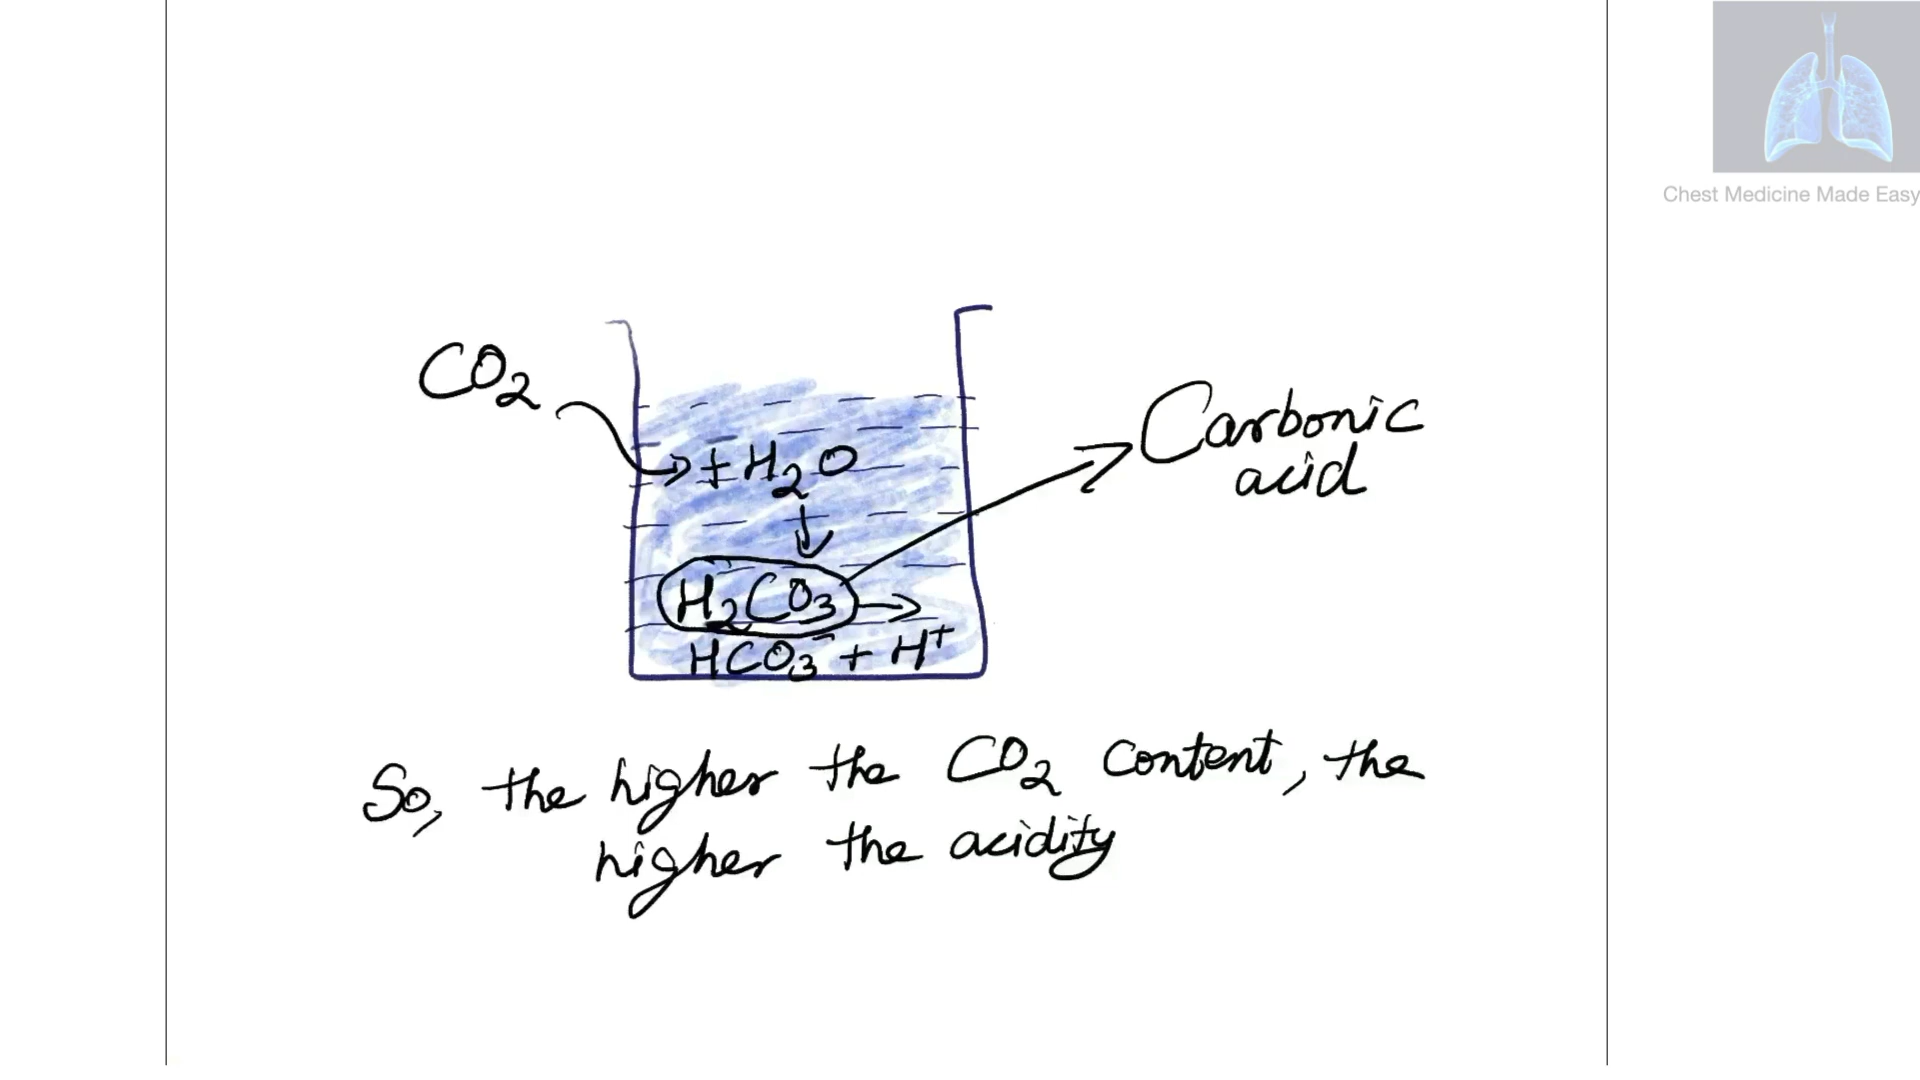 Chest Medicine Made Easy
CO₂
+ H₂O
Carbonic
acid
H₂CO₃ →
HCO₃⁻ + H⁺
So, the higher the CO₂ content, the
higher the acidity